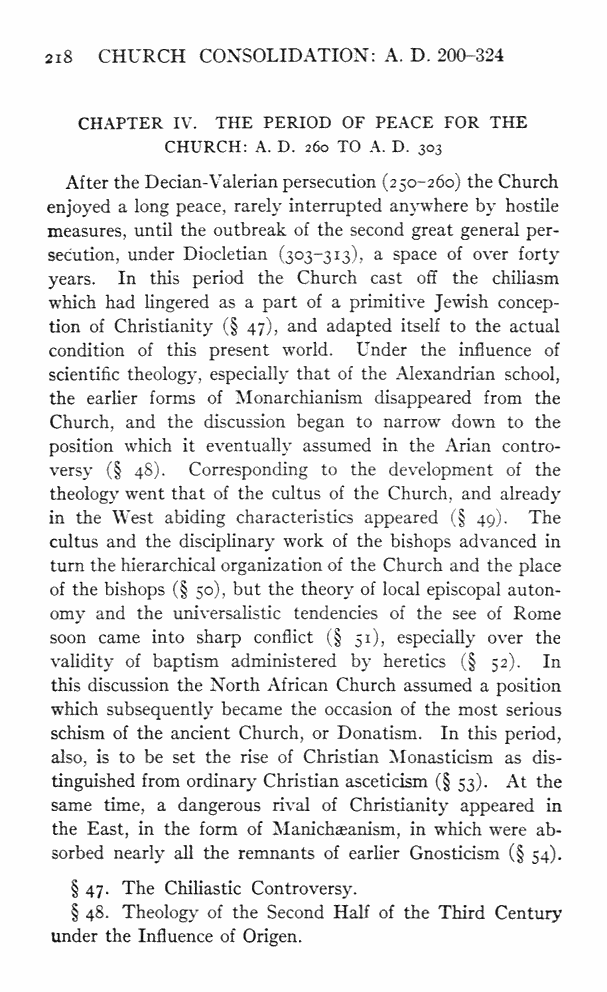 218 CHURCH CONSOLIDATION: A. D. 200–324
CHAPTER IV. THE PERIOD OF PEACE FOR THE
CHURCH: A. D. 260 TO A. D. 303
After the Decian-Valerian persecution (250–260) the Church
enjoyed a long peace, rarely interrupted anywhere by hostile
measures, until the outbreak of the second great general per-
secution, under Diocletian (303–313), a space of over forty
years. In this period the Church cast off the chiliasm
which had lingered as a part of a primitive Jewish concep-
tion of Christianity (§ 47), and adapted itself to the actual
condition of this present world. Under the influence of
scientific theology, especially that of the Alexandrian school,
the earlier forms of Monarchianism disappeared from the
Church, and the discussion began to narrow down to the
position which it eventually assumed in the Arian contro-
versy (§ 48). Corresponding to the development of the
theology went that of the cultus of the Church, and already
in the West abiding characteristics appeared (§ 49). The
cultus and the disciplinary work of the bishops advanced in
turn the hierarchical organization of the Church and the place
of the bishops (§ 50), but the theory of local episcopal auton-
omy and the universalistic tendencies of the see of Rome
soon came into sharp conflict (§ 51), especially over the
validity of baptism administered by heretics (§ 52). In
this discussion the North African Church assumed a position
which subsequently became the occasion of the most serious
schism of the ancient Church, or Donatism. In this period,
also, is to be set the rise of Christian Monasticism as dis-
tinguished from ordinary Christian asceticism (§ 53). At the
same time, a dangerous rival of Christianity appeared in
the East, in the form of Manichæanism, in which were ab-
sorbed nearly all the remnants of earlier Gnosticism (§ 54).
§ 47. The Chiliastic Controversy.
§ 48. Theology of the Second Half of the Third Century
under the Influence of Origen.